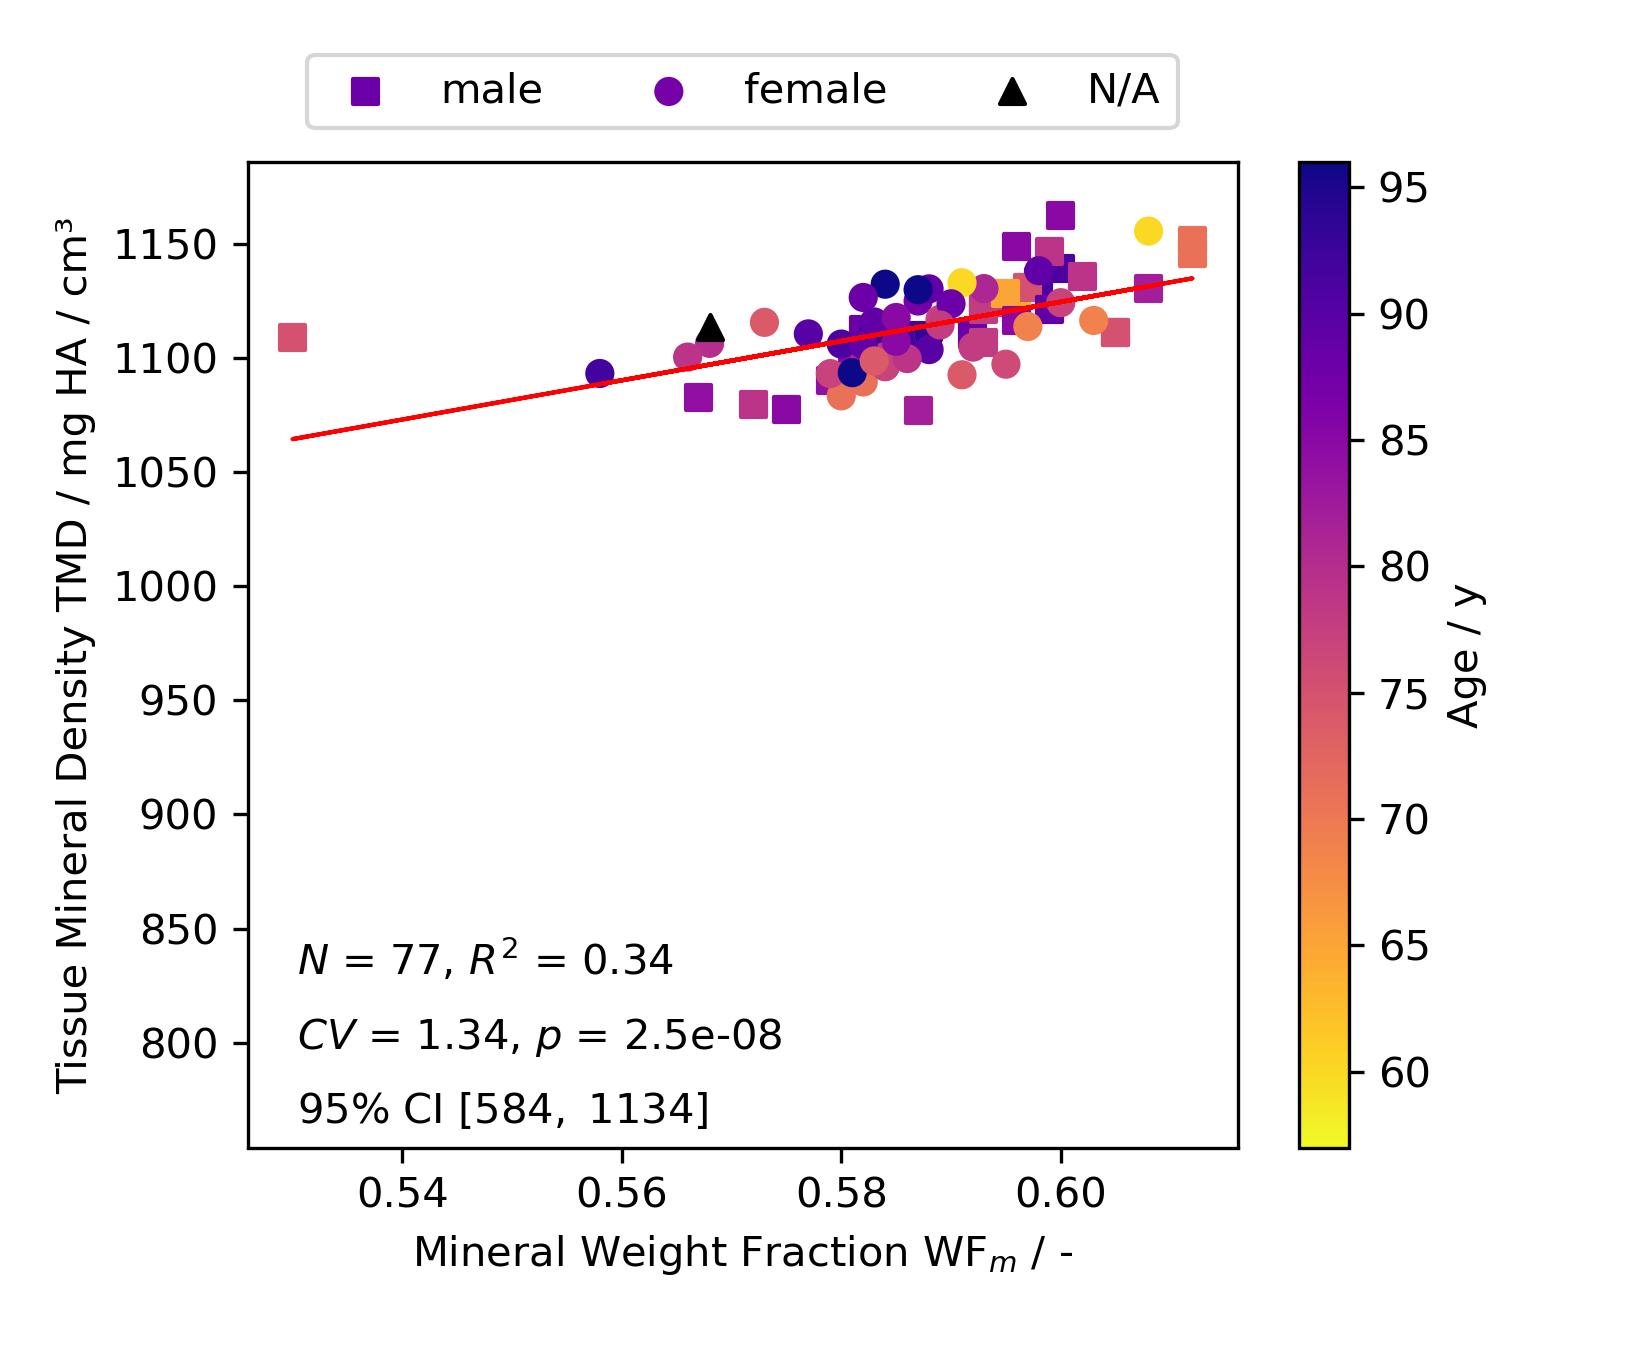 male female N/A
Tissue Mineral Density TMD / mg HA / cm³
1150
1100
1050
1000
950
900
850
800
N = 77, R² = 0.34
CV = 1.34, p = 2.5e-08
95% CI [584, 1134]
0.54 0.56 0.58 0.60
Mineral Weight Fraction WFₘ / -
95
90
85
80
75
70
65
60
Age / y